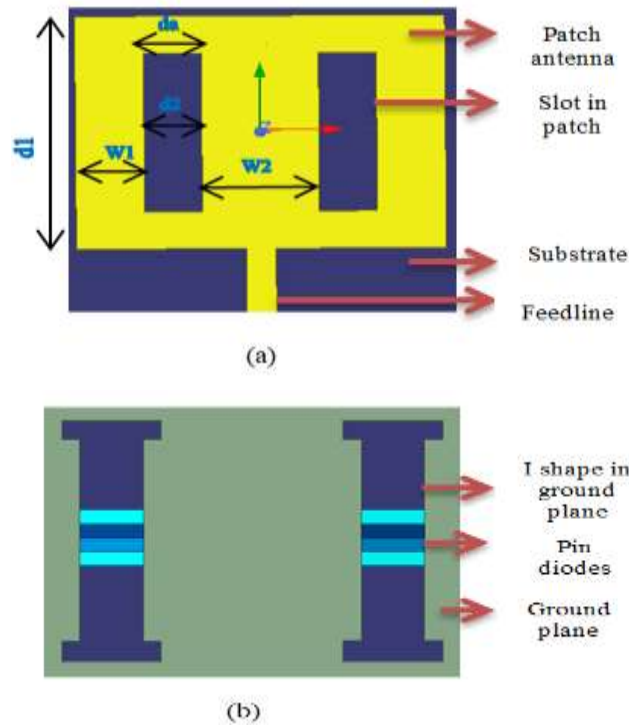 da
Patch
antenna
d2
Slot in
patch
d1
W1
W2
Substrate
Feedline
(a)
I shape in
ground
plane
Pin
diodes
Ground
plane
(b)